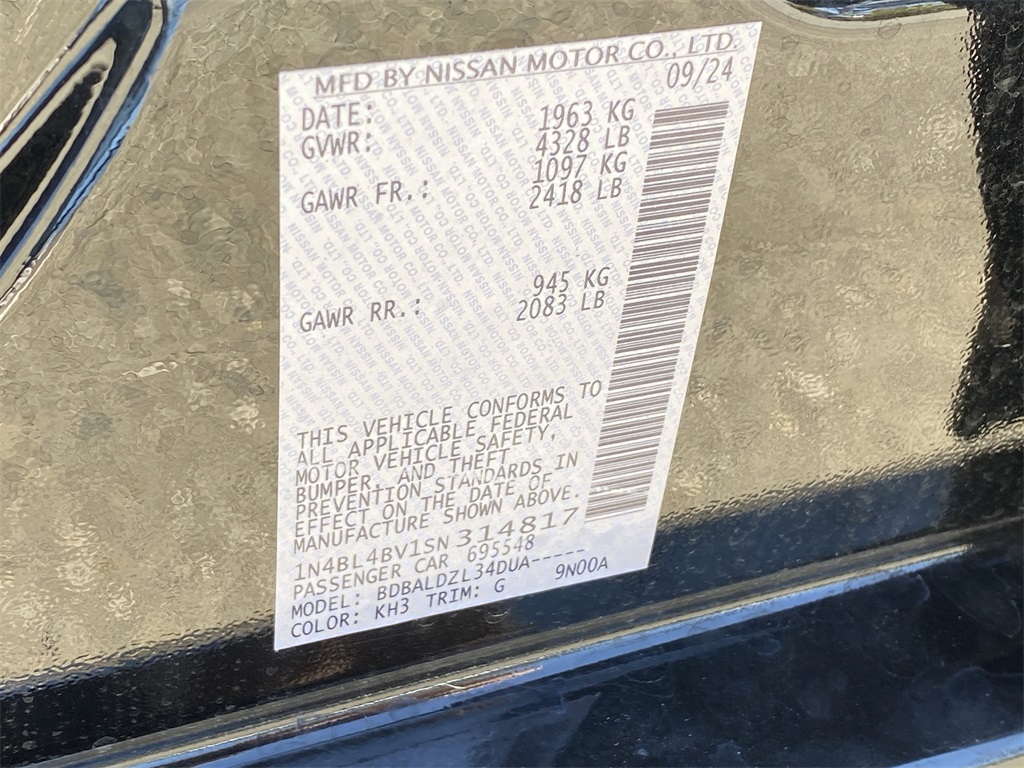 MFD BY NISSAN MOTOR CO., LTD.
DATE: 09/24
GVWR: 1963 KG
4328 LB
GAWR FR.: 1097 KG
2418 LB
GAWR RR.: 945 KG
2083 LB
THIS VEHICLE CONFORMS TO
ALL APPLICABLE FEDERAL
MOTOR VEHICLE SAFETY,
BUMPER, AND THEFT
PREVENTION STANDARDS IN
EFFECT ON THE DATE OF
MANUFACTURE SHOWN ABOVE.
1N4BL4BV1SN314817
PASSENGER CAR 695548
MODEL: BDBALDZL34DUA-----
COLOR: KH3 TRIM: G 9N00A